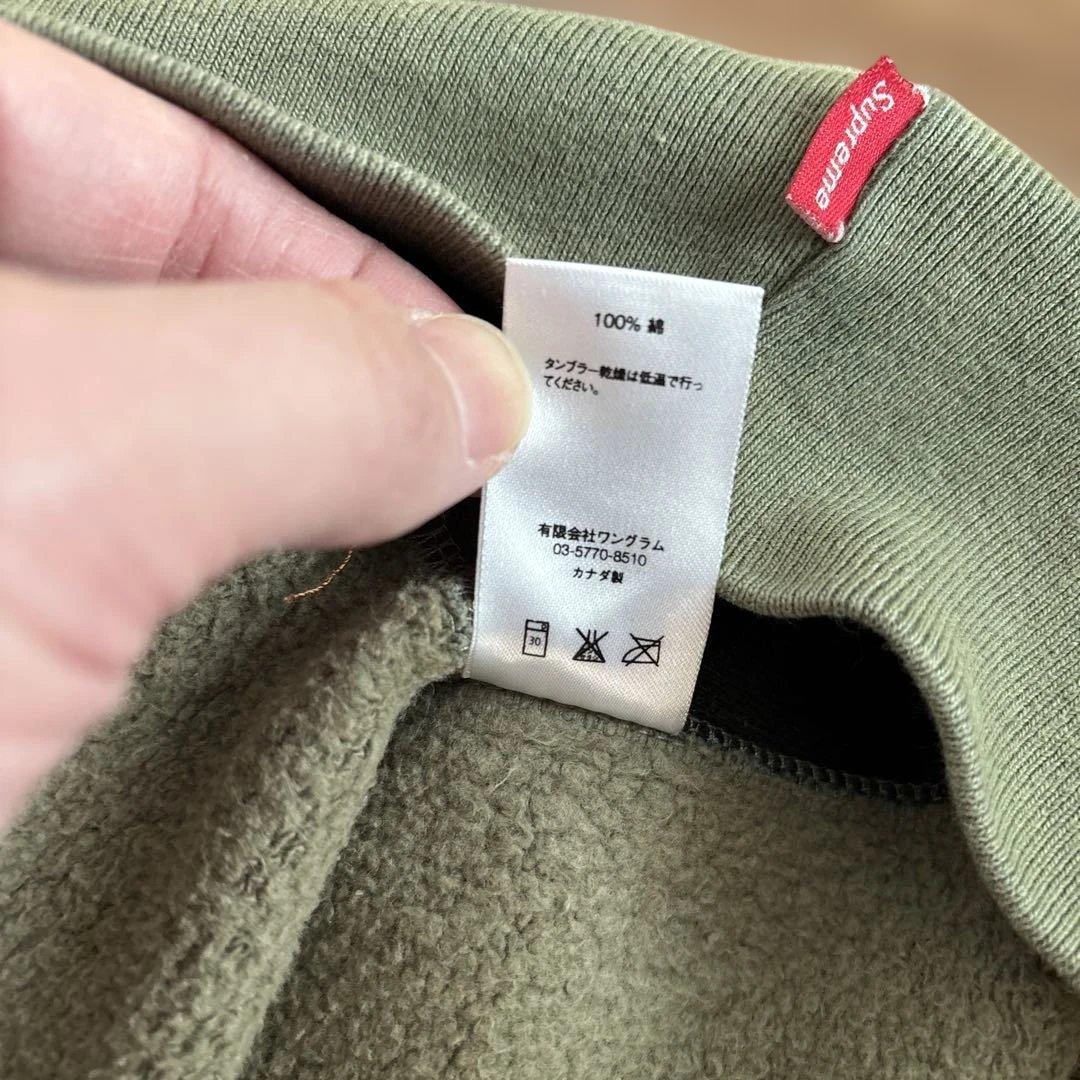 Supreme
100% 綿
タンブラー乾燥は低温で行っ
てください。
有限会社ワングラム
03-5770-8510
カナダ製
30